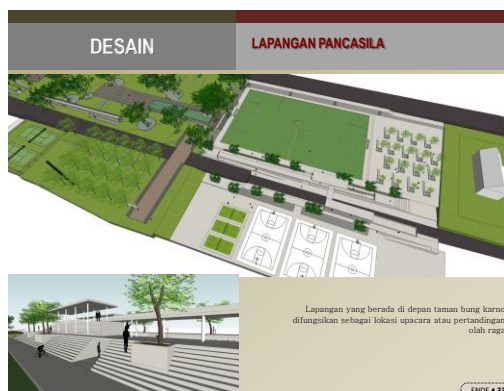 DESAIN
LAPANGAN PANCASILA
Lapangan yang berada di depan taman bung karno
difungsikan sebagai lokasi upacara atau pertandingan
olah raga
ENDE •